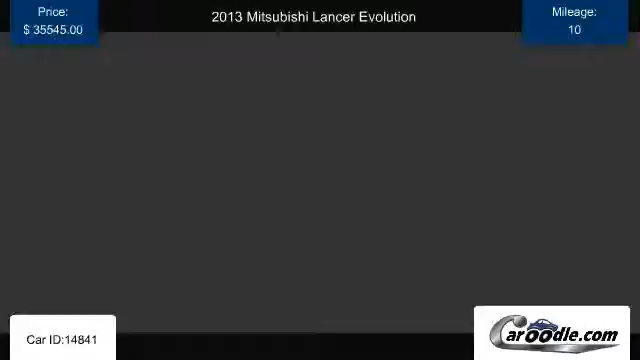 Price:
$ 35545.00
2013 Mitsubishi Lancer Evolution
Mileage:
10
Car ID:14841
Caroodle.com